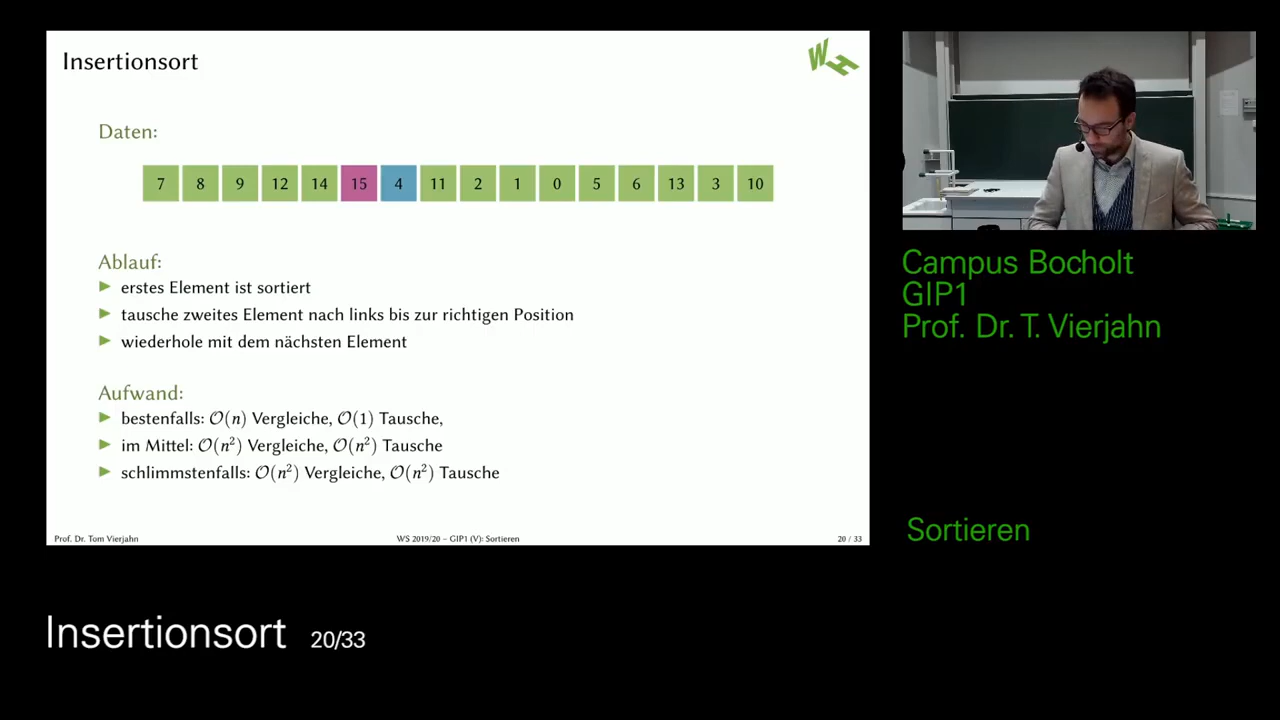 Insertionsort
WH
Daten:
7 8 9 12 14 15 4 11 2 1 0 5 6 13 3 10
Ablauf:
erstes Element ist sortiert
tausche zweites Element nach links bis zur richtigen Position
wiederhole mit dem nächsten Element
Aufwand:
bestenfalls: O(n) Vergleiche, O(1) Tausche,
im Mittel: O(n²) Vergleiche, O(n²) Tausche
schlimmstenfalls: O(n²) Vergleiche, O(n²) Tausche
Prof. Dr. Tom Vierjahn WS 2019/20 – GIP1 (V): Sortieren 20 / 33
Campus Bocholt
GIP1
Prof. Dr. T. Vierjahn
Sortieren
Insertionsort 20/33